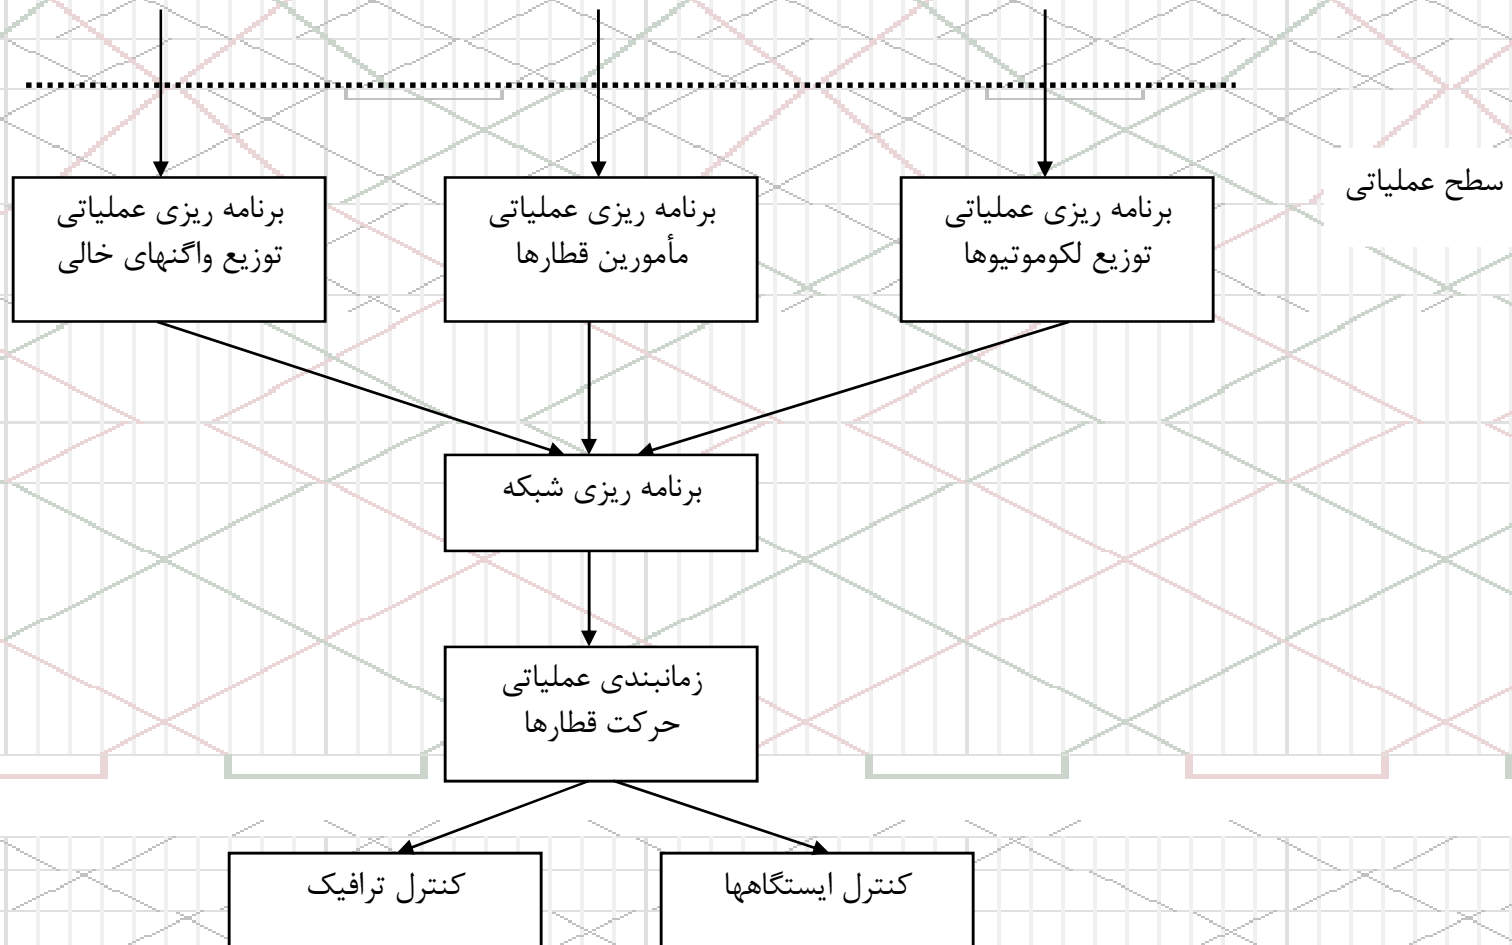 سطح عملیاتی
برنامه ریزی عملیاتی
توزیع لکوموتیوها
برنامه ریزی عملیاتی
مأمورین قطارها
برنامه ریزی عملیاتی
توزیع واگنهای خالی
برنامه ریزی شبکه
زمانبندی عملیاتی
حرکت قطارها
کنترل ایستگاهها
کنترل ترافیک